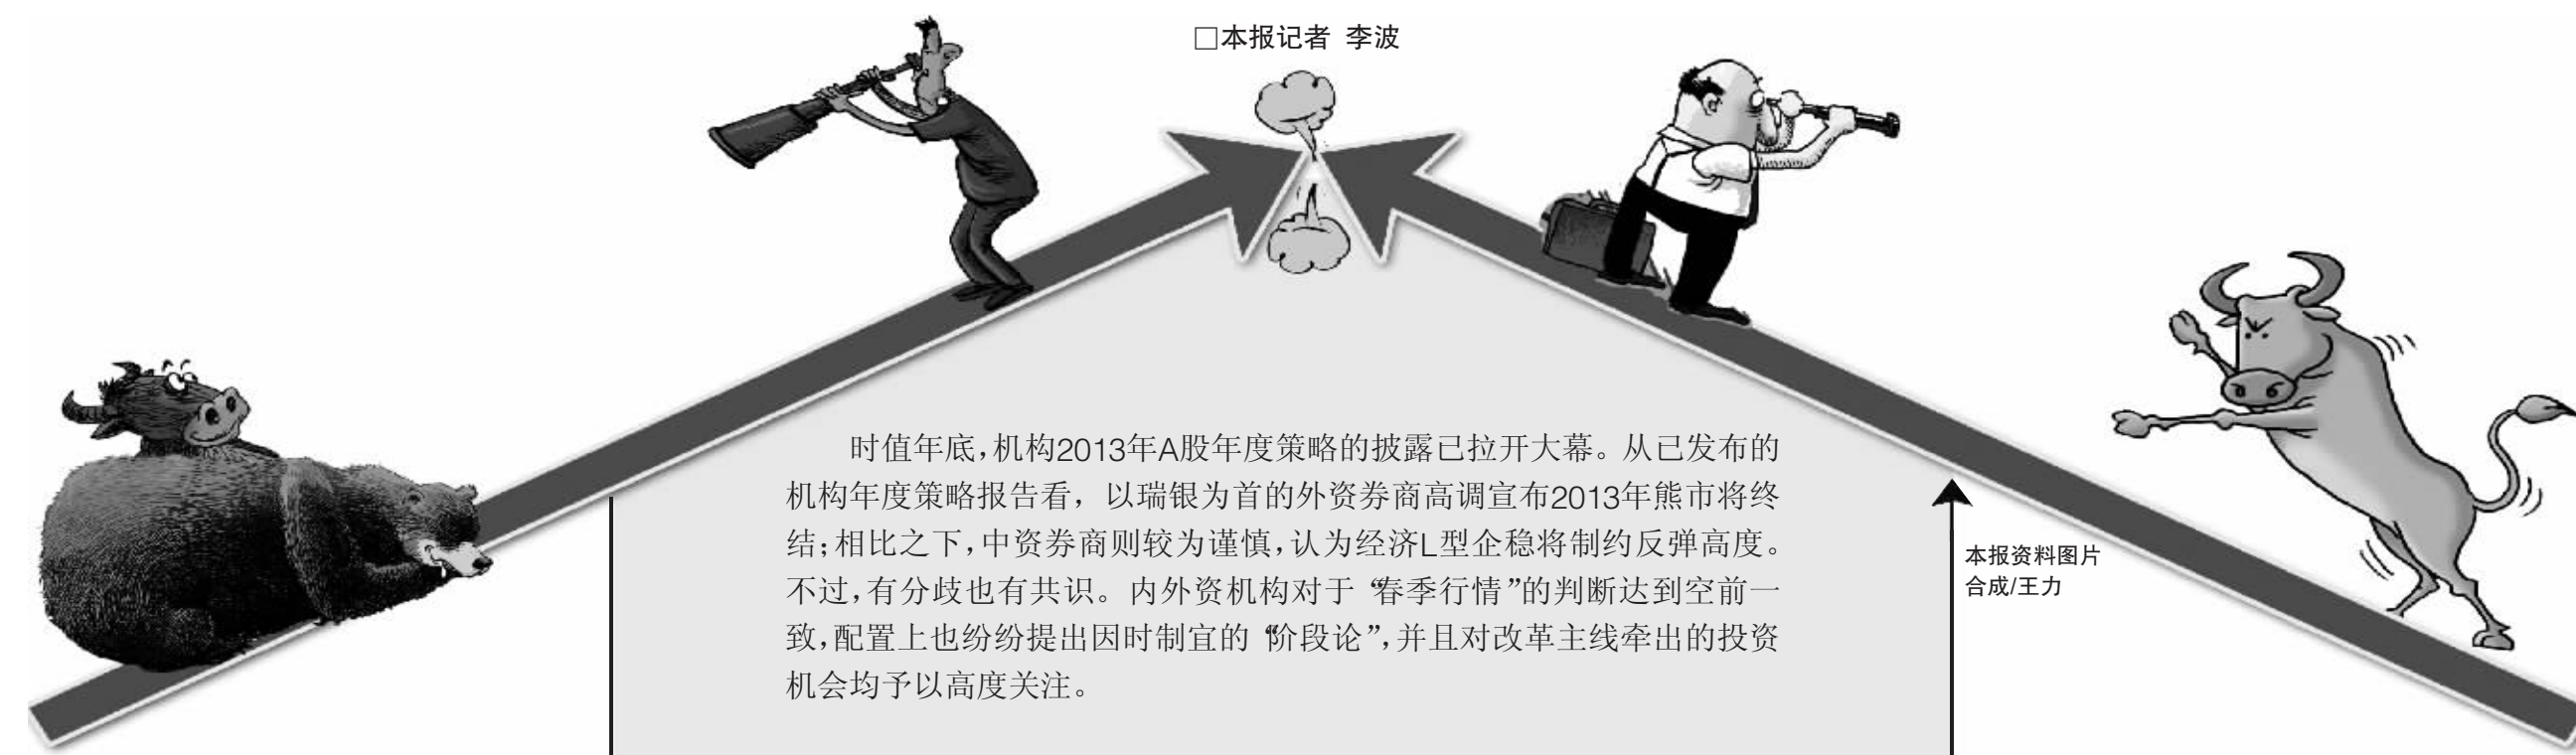 □本报记者 李波
时值年底，机构2013年A股年度策略的披露已拉开大幕。从已发布的
机构年度策略报告看，以瑞银为首的外资券商高调宣布2013年熊市将终
结；相比之下，中资券商则较为谨慎，认为经济L型企稳将制约反弹高度。
不过，有分歧也有共识。内外资机构对于“春季行情”的判断达到空前一
致，配置上也纷纷提出因时制宜的“阶段论”，并且对改革主线牵出的投资
机会均予以高度关注。
本报资料图片
合成/王力